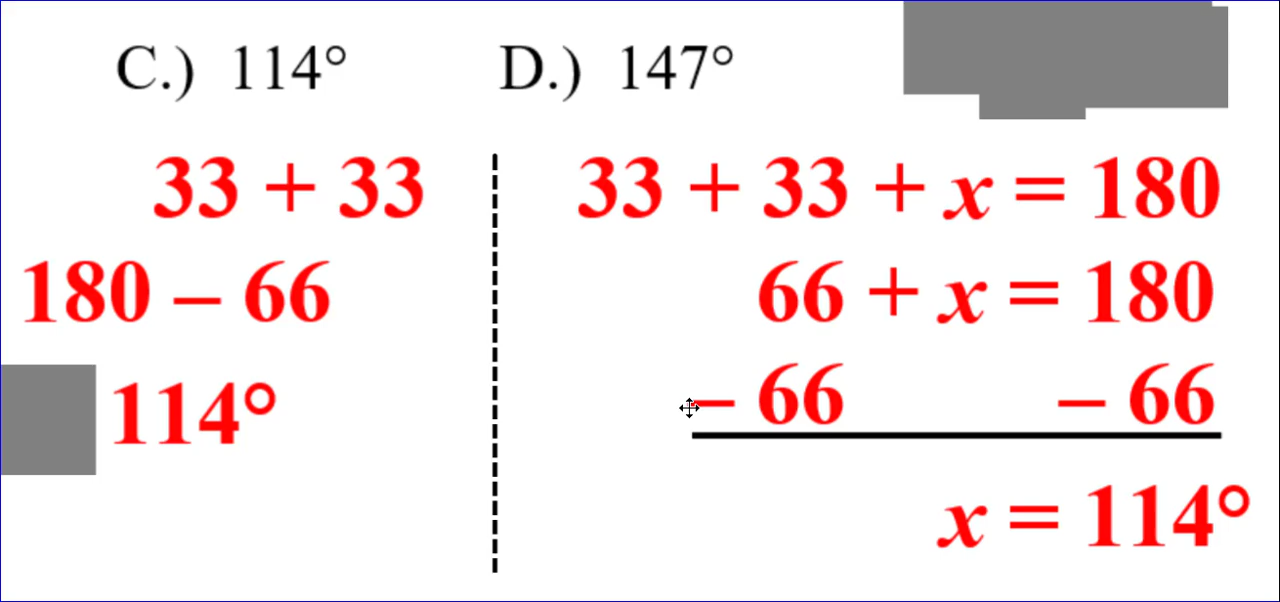 C.) 114° D.) 147°
33 + 33
180 – 66
114°
33 + 33 + x = 180
66 + x = 180
– 66 – 66
x = 114°